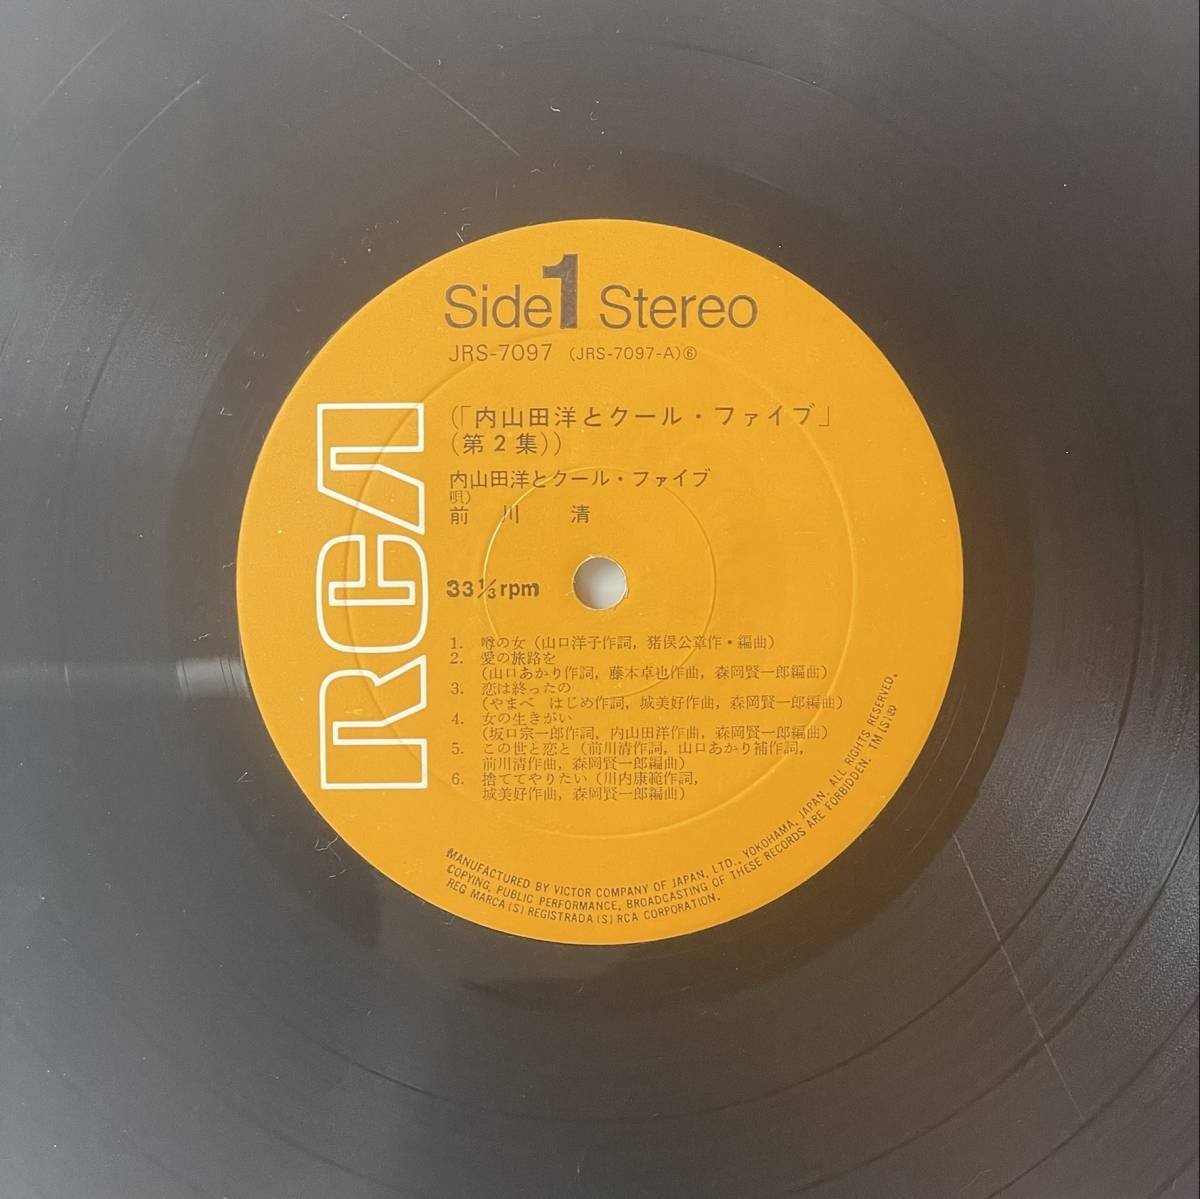 Side 1 Stereo
JRS-7097 (JRS-7097-A)⑥
(「内山田洋とクール・ファイブ」
(第2集))
内山田洋とクール・ファイブ
唄)
前川 清
RCA
33⅓rpm
1. 噂の女(山口洋子作詞, 猪俣公章作・編曲)
2. 愛の旅路を
(山口あかり作詞, 藤本卓也作曲, 森岡賢一郎編曲)
3. 恋は終ったの
(やまべ はじめ作詞, 城美好作曲, 森岡賢一郎編曲)
4. 女の生きがい
(坂口宗一郎作詞, 内山田洋作曲, 森岡賢一郎編曲)
5. この世と恋と(前川清作詞, 山口あかり補作詞,
前川清作曲, 森岡賢一郎編曲)
6. 捨ててやりたい(川内康範作詞,
城美好作曲, 森岡賢一郎編曲)
MANUFACTURED BY VICTOR COMPANY OF JAPAN, LTD., YOKOHAMA, JAPAN. ALL RIGHTS RESERVED.
COPYING, PUBLIC PERFORMANCE, BROADCASTING OF THESE RECORDS ARE FORBIDDEN. TM(S)®
REG MARCA(S) REGISTRADA(S) RCA CORPORATION.